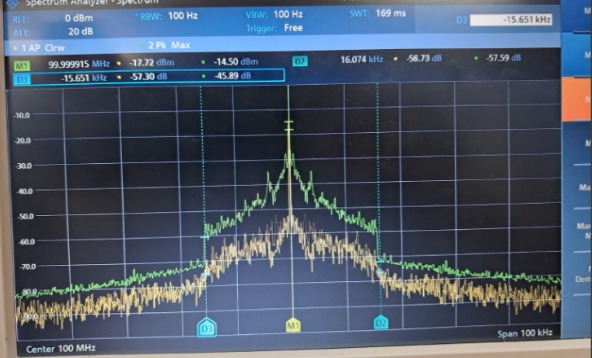 Spectrum Analyzer - Spectrum
REF: 0 dBm * RBW: 100 Hz VBW: 100 Hz SWT: 169 ms
ATT: 20 dB Trigger: Free
D3 -15.651 kHz
1 AP Clrw 2 Pk Max
M1 99.999915 MHz -17.72 dBm -14.50 dBm D2 16.074 kHz -56.73 dB -57.59 dB
D3 -15.651 kHz -57.30 dB -45.89 dB
-10.0
-20.0
-30.0
-40.0
-50.0
-60.0
-70.0
-80.0
D3 M1 D2
Center 100 MHz Span 100 kHz
M
M
M
M
Ma
Mar
M
Dem